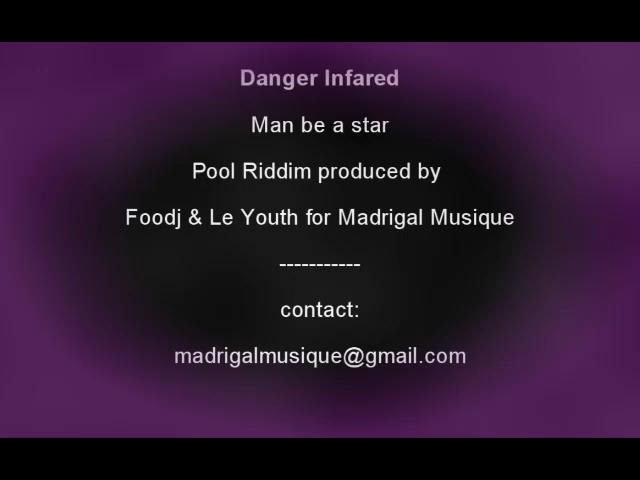 Danger Infared
Man be a star
Pool Riddim produced by
Foodj & Le Youth for Madrigal Musique
-----------
contact:
madrigalmusique@gmail.com